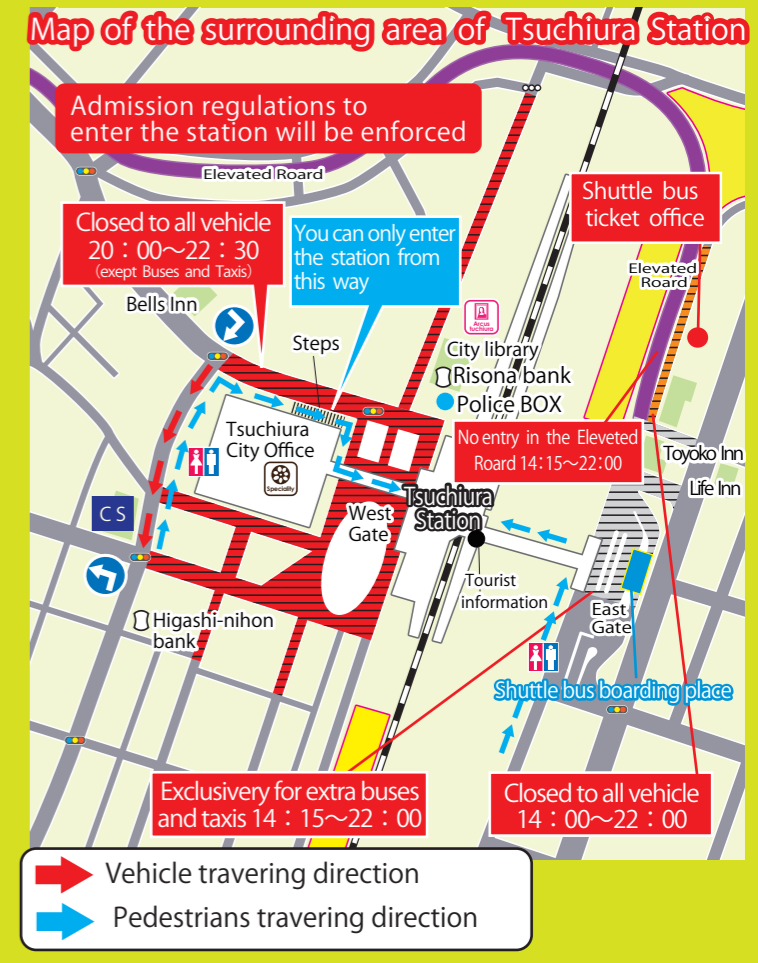 Map of the surrounding area of Tsuchiura Station
Admission regulations to
enter the station will be enforced
Elevated Roard
Shuttle bus
ticket office
Closed to all vehicle
20：00～22：30
(exept Buses and Taxis)
You can only enter
the station from
this way
Elevated
Roard
Bells Inn
Arcus
tuchiura
Steps
City library
Risona bank
Police BOX
Tsuchiura
City Office
Speciality
No entry in the Eleveted
Roard 14:15～22:00
Toyoko Inn
Life Inn
Tsuchiura
Station
West
Gate
CS
Tourist
information
East
Gate
Higashi-nihon
bank
Shuttle bus boarding place
Exclusivery for extra buses
and taxis 14：15～22：00
Closed to all vehicle
14：00～22：00
Vehicle travering direction
Pedestrians travering direction